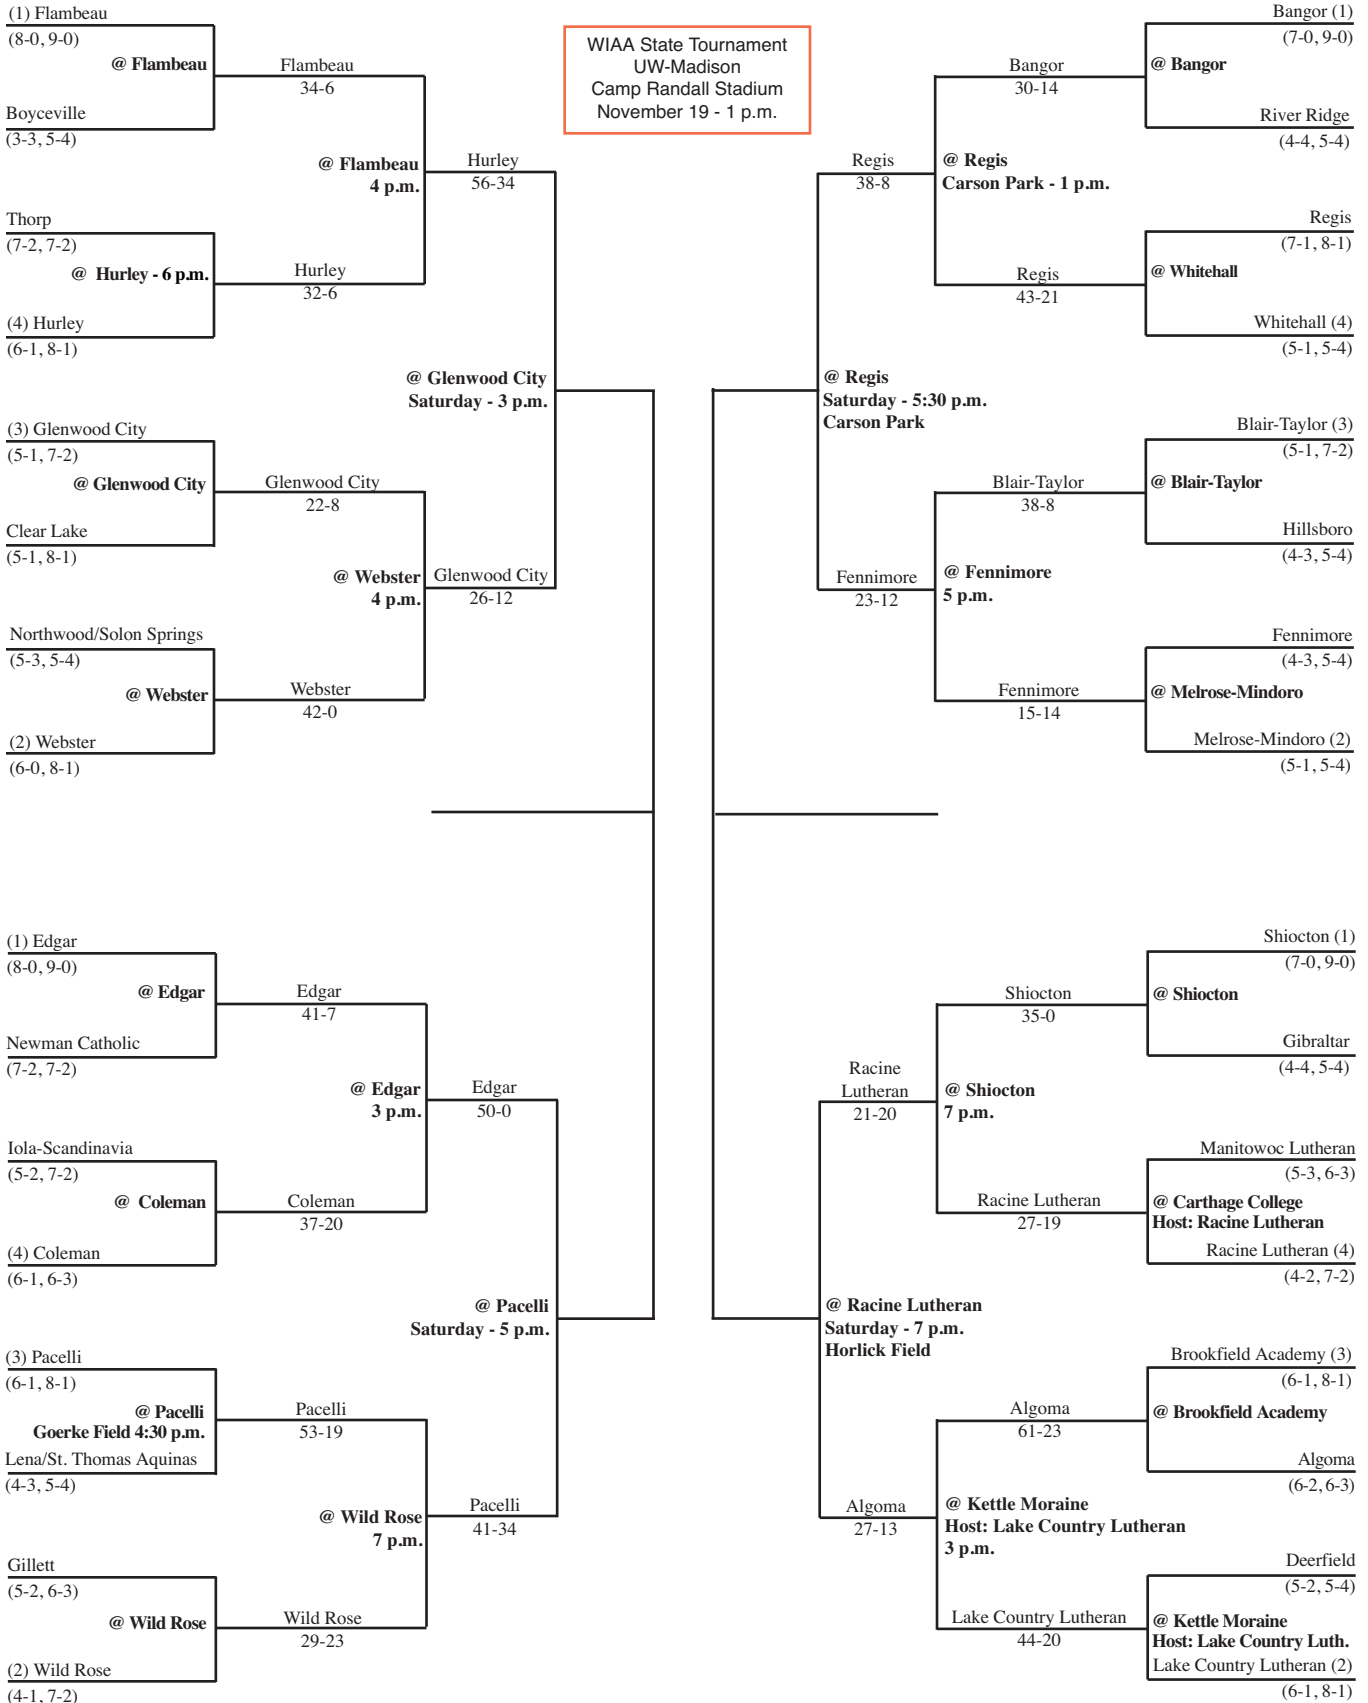 (1) Flambeau
(8-0, 9-0)
@ Flambeau
Boyceville
(3-3, 5-4)
Flambeau
34-6
@ Flambeau
4 p.m.
Thorp
(7-2, 7-2)
@ Hurley - 6 p.m.
(4) Hurley
(6-1, 8-1)
Hurley
32-6
Hurley
56-34
@ Glenwood City
Saturday - 3 p.m.
(3) Glenwood City
(5-1, 7-2)
@ Glenwood City
Clear Lake
(5-1, 8-1)
Glenwood City
22-8
@ Webster
4 p.m.
Glenwood City
26-12
Northwood/Solon Springs
(5-3, 5-4)
@ Webster
(2) Webster
(6-0, 8-1)
Webster
42-0
WIAA State Tournament
UW-Madison
Camp Randall Stadium
November 19 - 1 p.m.
Bangor (1)
(7-0, 9-0)
@ Bangor
River Ridge
(4-4, 5-4)
Bangor
30-14
@ Regis
Carson Park - 1 p.m.
Regis
38-8
Regis
(7-1, 8-1)
@ Whitehall
Whitehall (4)
(5-1, 5-4)
Regis
43-21
@ Regis
Saturday - 5:30 p.m.
Carson Park
Blair-Taylor (3)
(5-1, 7-2)
@ Blair-Taylor
Hillsboro
(4-3, 5-4)
Blair-Taylor
38-8
@ Fennimore
5 p.m.
Fennimore
23-12
Fennimore
(4-3, 5-4)
@ Melrose-Mindoro
Melrose-Mindoro (2)
(5-1, 5-4)
Fennimore
15-14
(1) Edgar
(8-0, 9-0)
@ Edgar
Newman Catholic
(7-2, 7-2)
Edgar
41-7
@ Edgar
3 p.m.
Edgar
50-0
Iola-Scandinavia
(5-2, 7-2)
@ Coleman
(4) Coleman
(6-1, 6-3)
Coleman
37-20
@ Pacelli
Saturday - 5 p.m.
(3) Pacelli
(6-1, 8-1)
@ Pacelli
Goerke Field 4:30 p.m.
Lena/St. Thomas Aquinas
(4-3, 5-4)
Pacelli
53-19
@ Wild Rose
7 p.m.
Pacelli
41-34
Gillett
(5-2, 6-3)
@ Wild Rose
(2) Wild Rose
(4-1, 7-2)
Wild Rose
29-23
Shiocton (1)
(7-0, 9-0)
@ Shiocton
Gibraltar
(4-4, 5-4)
Shiocton
35-0
@ Shiocton
7 p.m.
Racine
Lutheran
21-20
Manitowoc Lutheran
(5-3, 6-3)
@ Carthage College
Host: Racine Lutheran
Racine Lutheran (4)
(4-2, 7-2)
Racine Lutheran
27-19
@ Racine Lutheran
Saturday - 7 p.m.
Horlick Field
Brookfield Academy (3)
(6-1, 8-1)
@ Brookfield Academy
Algoma
(6-2, 6-3)
Algoma
61-23
@ Kettle Moraine
Host: Lake Country Lutheran
3 p.m.
Algoma
27-13
Deerfield
(5-2, 5-4)
@ Kettle Moraine
Host: Lake Country Luth.
Lake Country Lutheran (2)
(6-1, 8-1)
Lake Country Lutheran
44-20